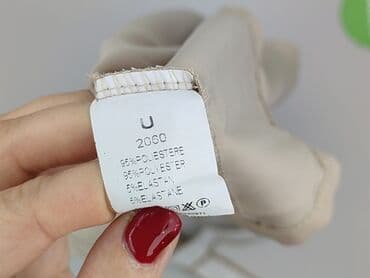 U
2060
95%POLIESTERE
95%POLYESTER
5%ELASTAN
5%ELASTANE
P